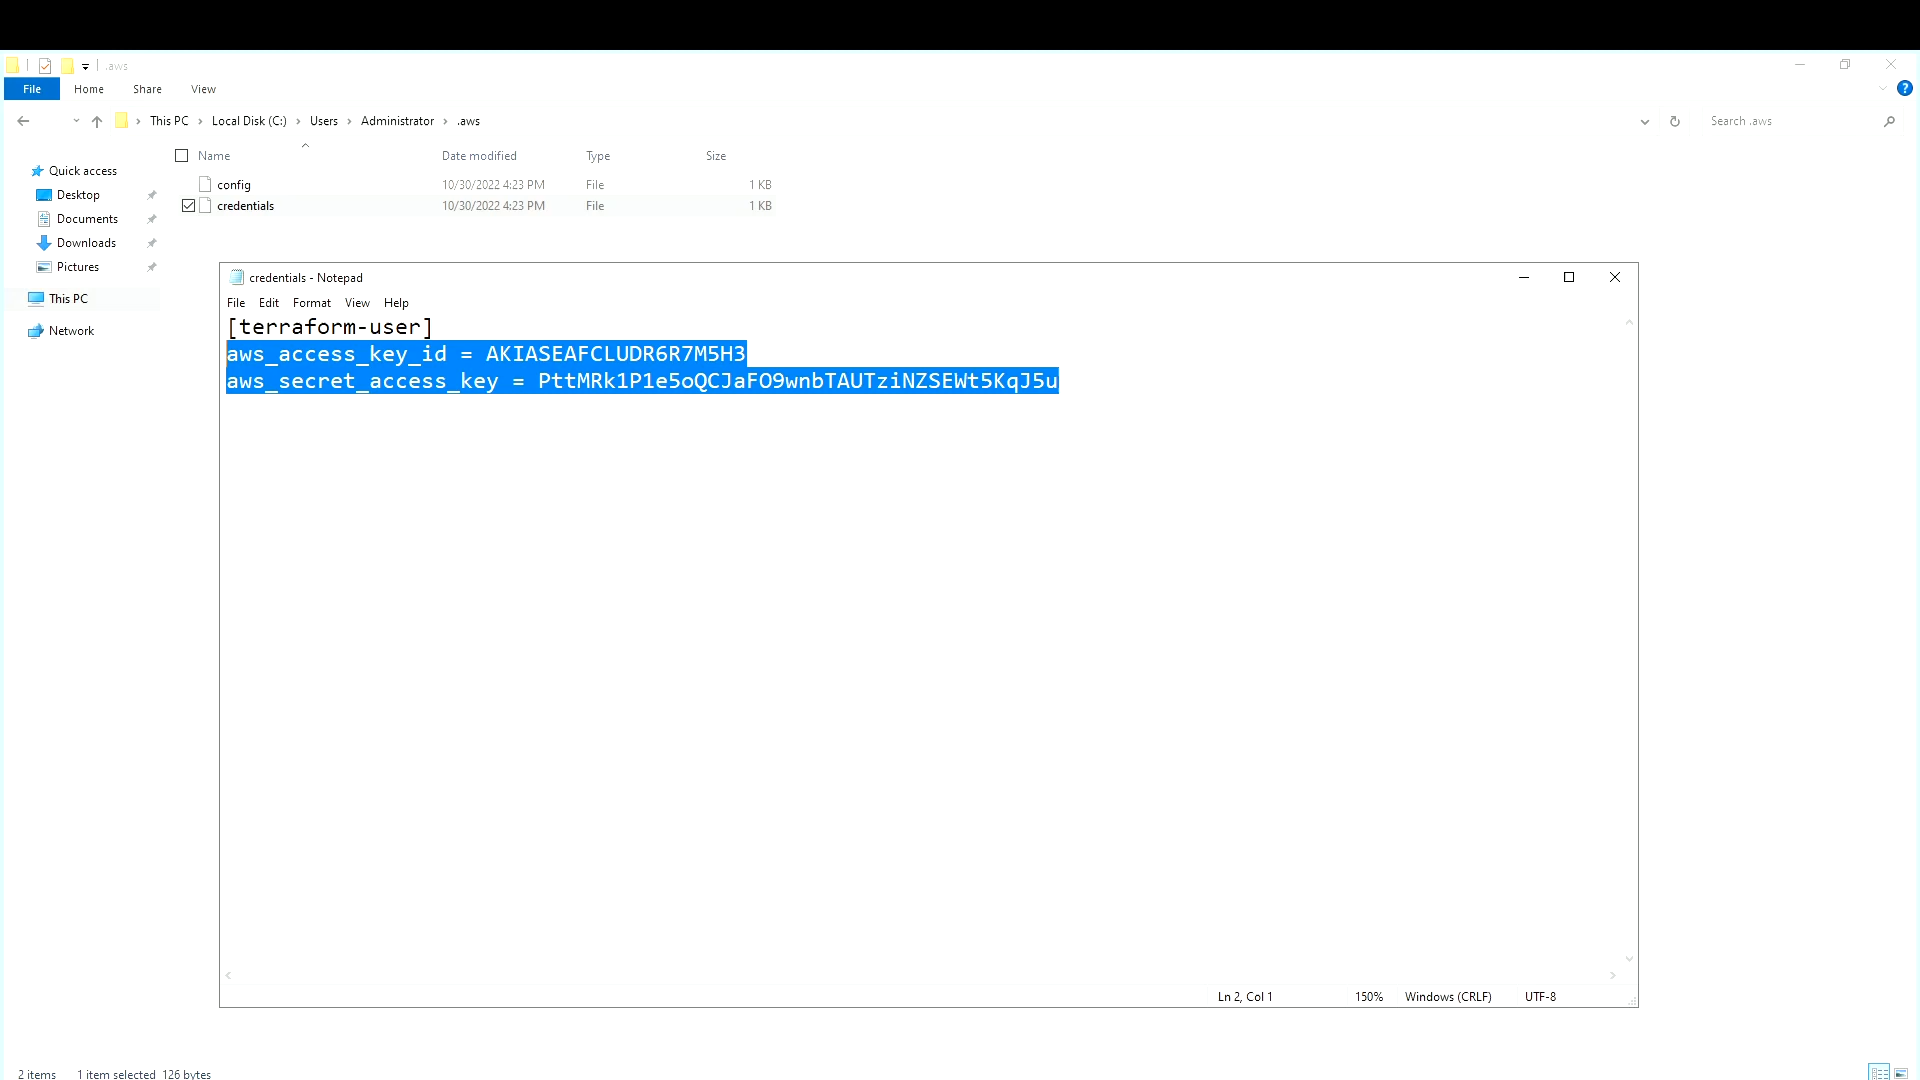 .aws
File Home Share View
This PC › Local Disk (C:) › Users › Administrator › .aws
Search .aws
Name Date modified Type Size
config 10/30/2022 4:23 PM File 1 KB
credentials 10/30/2022 4:23 PM File 1 KB
Quick access
Desktop
Documents
Downloads
Pictures
This PC
Network
credentials - Notepad
File Edit Format View Help
[terraform-user]
aws_access_key_id = AKIASEAFCLUDR6R7M5H3
aws_secret_access_key = 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
Ln 2, Col 1 150% Windows (CRLF) UTF-8
2 items 1 item selected 126 bytes